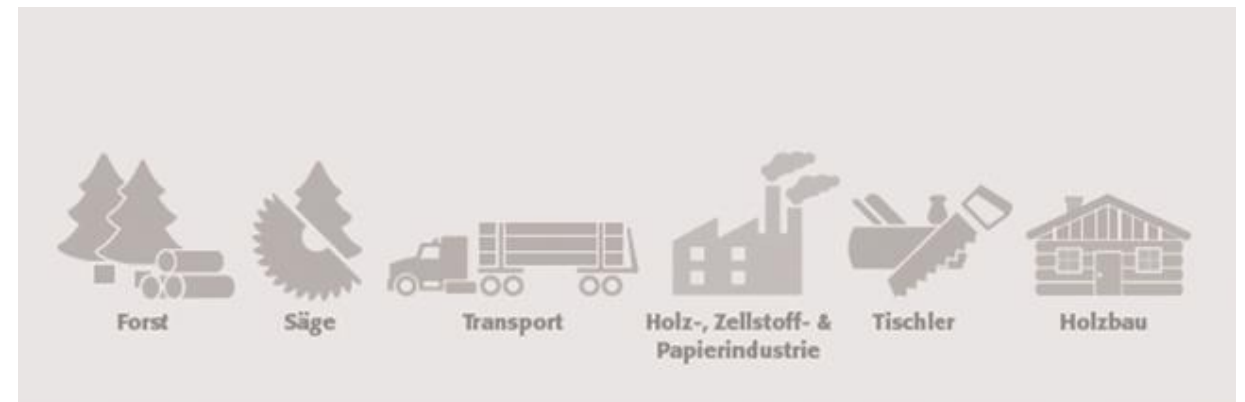 Forst
Säge
Transport
Holz-, Zellstoff- &
Papierindustrie
Tischler
Holzbau